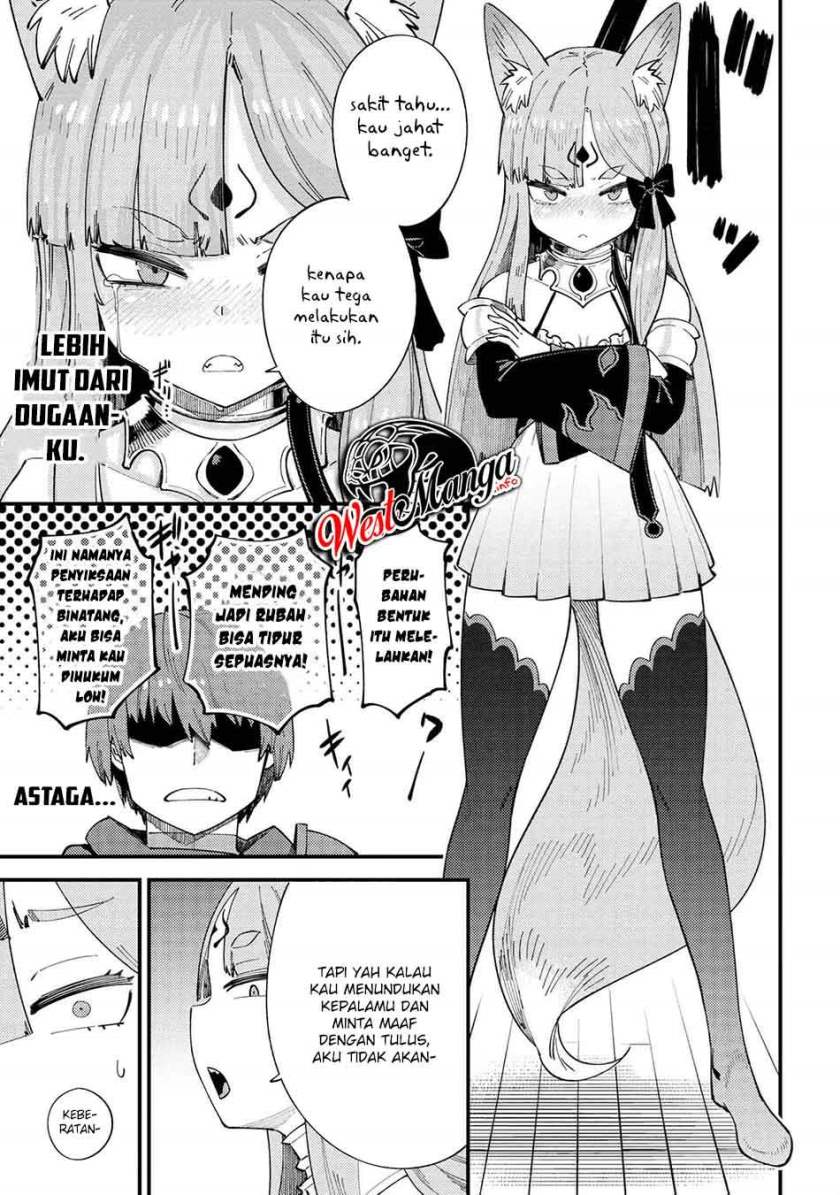 sakit tahu...
kau jahat
banget.
kenapa
kau tega
melakukan
itu sih.
LEBIH
IMUT DARI
DUGAAN-
KU.
WestManga
.info
PERU-
BAHAN
BENTUK
ITU MELE-
LAHKAN!
MENDING
JADI RUBAH
BISA TIDUR
SEPUASNYA!
INI NAMANYA
PENYIKSAAN
TERHADAP
BINATANG,
AKU BISA
MINTA KAU
DIHUKUM
LOH!
ASTAGA...
TAPI YAH KALAU
KAU MENUNDUKAN
KEPALAMU DAN
MINTA MAAF
DENGAN TULUS,
AKU TIDAK AKAN-
KEBE-
RATAN-